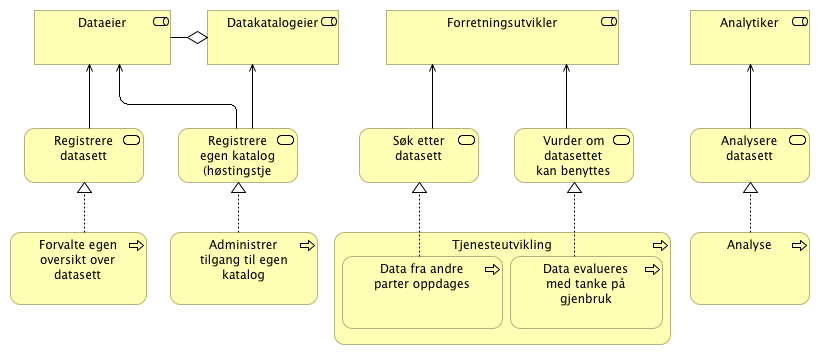 Dataeier
Datakatalogeier
Forretningsutvikler
Analytiker
Registrere
datasett
Registrere
egen katalog
(høstingstje
Søk etter
datasett
Vurder om
datasettet
kan benyttes
Analysere
datasett
Forvalte egen
oversikt over
datasett
Administrer
tilgang til egen
katalog
Tjenesteutvikling
Data fra andre
parter oppdages
Data evalueres
med tanke på
gjenbruk
Analyse